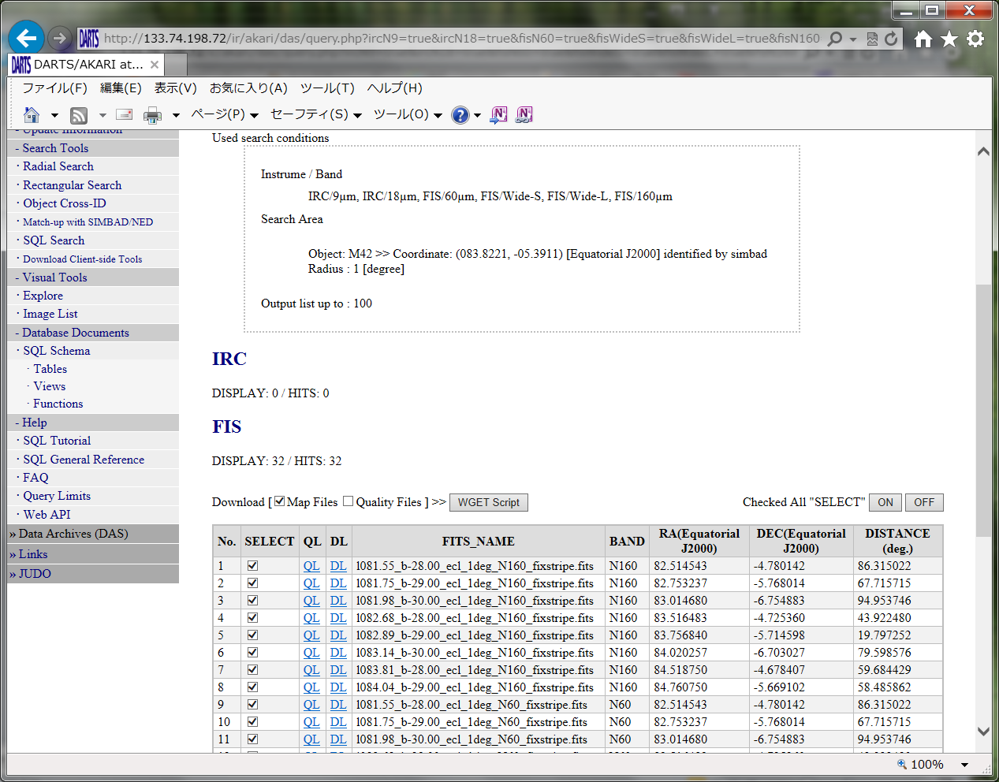 DARTS http://133.74.198.72/ir/akari/das/query.php?ircN9=true&ircN18=true&fisN60=true&fisWideS=true&fisWideL=true&fisN160
DARTS DARTS/AKARI at... ×
ファイル(F) 編集(E) 表示(V) お気に入り(A) ツール(T) ヘルプ(H)
ページ(P) セーフティ(S) ツール(O)
- Update Information
- Search Tools
· Radial Search
· Rectangular Search
· Object Cross-ID
· Match-up with SIMBAD/NED
· SQL Search
· Download Client-side Tools
- Visual Tools
· Explore
· Image List
- Database Documents
· SQL Schema
· Tables
· Views
· Functions
- Help
· SQL Tutorial
· SQL General Reference
· FAQ
· Query Limits
· Web API
» Data Archives (DAS)
» Links
» JUDO
Used search conditions
Instrume / Band
IRC/9μm, IRC/18μm, FIS/60μm, FIS/Wide-S, FIS/Wide-L, FIS/160μm
Search Area
Object: M42 >> Coordinate: (083.8221, -05.3911) [Equatorial J2000] identified by simbad
Radius : 1 [degree]
Output list up to : 100
IRC
DISPLAY: 0 / HITS: 0
FIS
DISPLAY: 32 / HITS: 32
Download [ Map Files Quality Files ] >> WGET Script Checked All "SELECT" ON OFF
No. SELECT QL DL FITS_NAME BAND RA(Equatorial J2000) DEC(Equatorial J2000) DISTANCE (deg.)
1 QL DL l081.55_b-28.00_ecl_1deg_N160_fixstripe.fits N160 82.514543 -4.780142 86.315022
2 QL DL l081.75_b-29.00_ecl_1deg_N160_fixstripe.fits N160 82.753237 -5.768014 67.715715
3 QL DL l081.98_b-30.00_ecl_1deg_N160_fixstripe.fits N160 83.014680 -6.754883 94.953746
4 QL DL l082.68_b-28.00_ecl_1deg_N160_fixstripe.fits N160 83.516483 -4.725360 43.922480
5 QL DL l082.89_b-29.00_ecl_1deg_N160_fixstripe.fits N160 83.756840 -5.714598 19.797252
6 QL DL l083.14_b-30.00_ecl_1deg_N160_fixstripe.fits N160 84.020257 -6.703027 79.598576
7 QL DL l083.81_b-28.00_ecl_1deg_N160_fixstripe.fits N160 84.518750 -4.678407 59.684429
8 QL DL l084.04_b-29.00_ecl_1deg_N160_fixstripe.fits N160 84.760750 -5.669102 58.485862
9 QL DL l081.55_b-28.00_ecl_1deg_N60_fixstripe.fits N60 82.514543 -4.780142 86.315022
10 QL DL l081.75_b-29.00_ecl_1deg_N60_fixstripe.fits N60 82.753237 -5.768014 67.715715
11 QL DL l081.98_b-30.00_ecl_1deg_N60_fixstripe.fits N60 83.014680 -6.754883 94.953746
100%